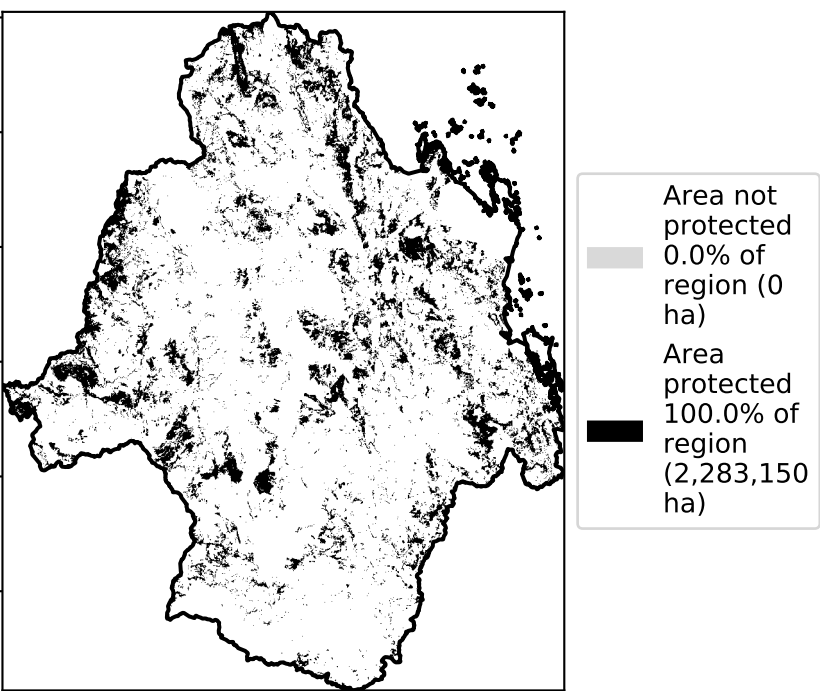 Area not
protected
0.0% of
region (0
ha)
Area
protected
100.0% of
region
(2,283,150
ha)